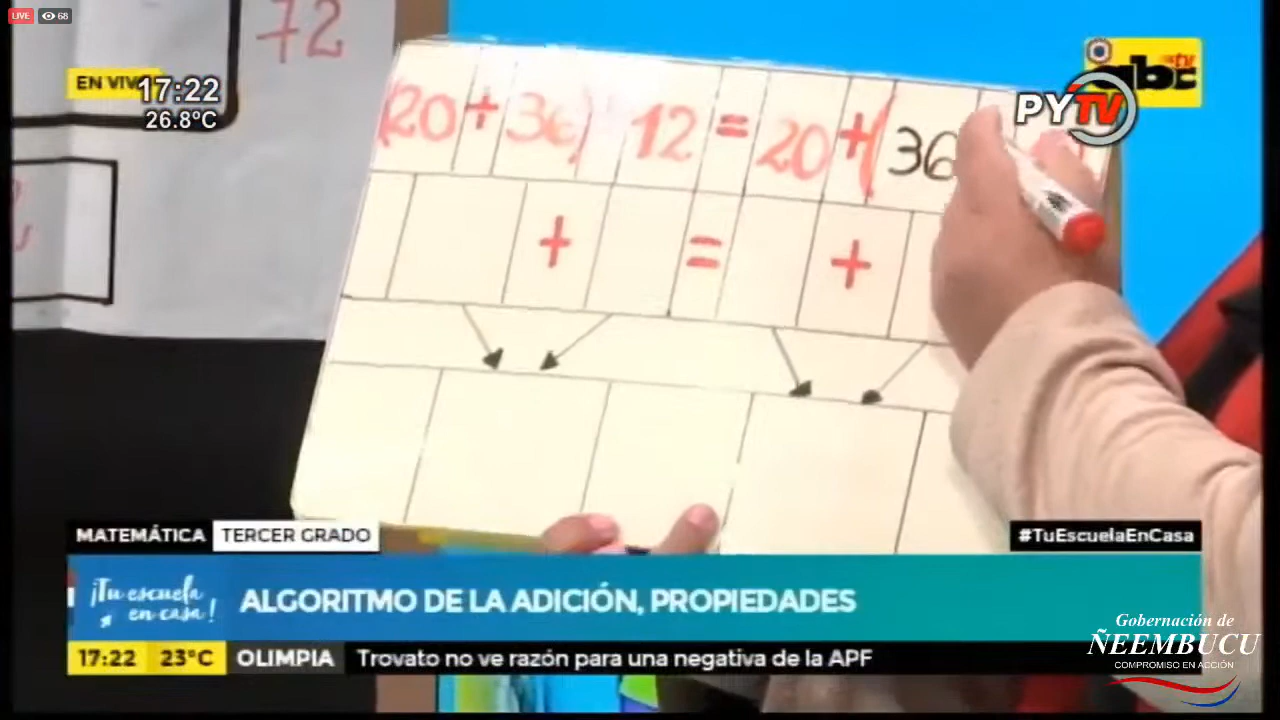 LIVE 68
72
EN VIVO
17:22
26.8°C
abc tv
PYTV
(20 + 36) 12 = 20 + (36
+ = +
MATEMÁTICA TERCER GRADO
#TuEscuelaEnCasa
¡Tu escuela
en casa!
ALGORITMO DE LA ADICIÓN, PROPIEDADES
Gobernación de
ÑEEMBUCU
COMPROMISO EN ACCIÓN
17:22 23°C OLIMPIA Trovato no ve razón para una negativa de la APF